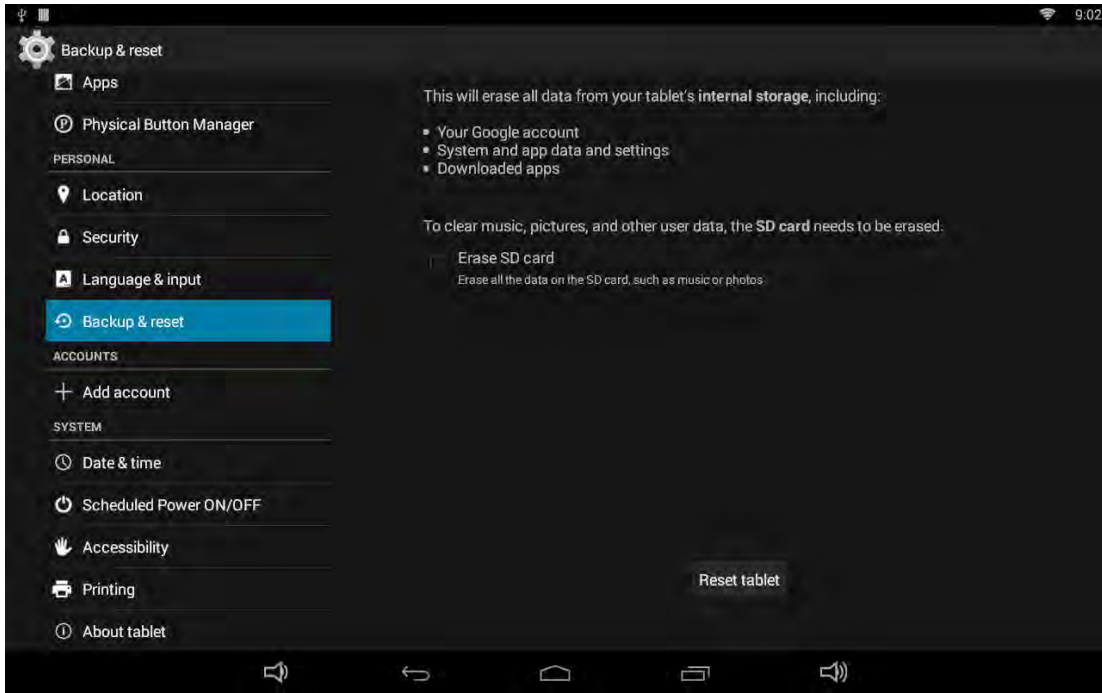 9:02
Backup & reset
Apps
Physical Button Manager
PERSONAL
Location
Security
Language & input
Backup & reset
ACCOUNTS
Add account
SYSTEM
Date & time
Scheduled Power ON/OFF
Accessibility
Printing
About tablet
This will erase all data from your tablet's internal storage, including:
• Your Google account
• System and app data and settings
• Downloaded apps
To clear music, pictures, and other user data, the SD card needs to be erased.
Erase SD card
Erase all the data on the SD card, such as music or photos
Reset tablet